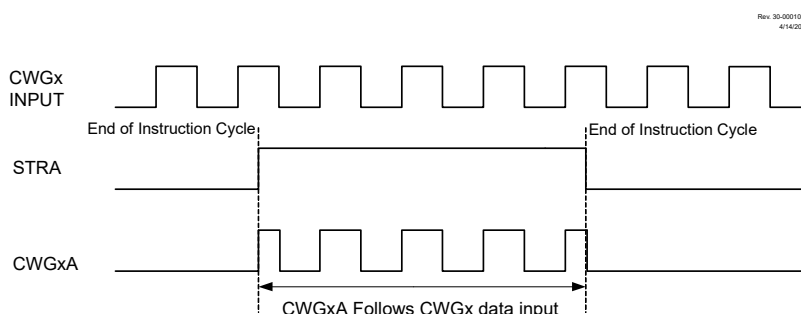 Rev. 30-00010
4/14/20
CWGx
INPUT
End of Instruction Cycle
End of Instruction Cycle
STRA
CWGxA
CWGxA Follows CWGx data input